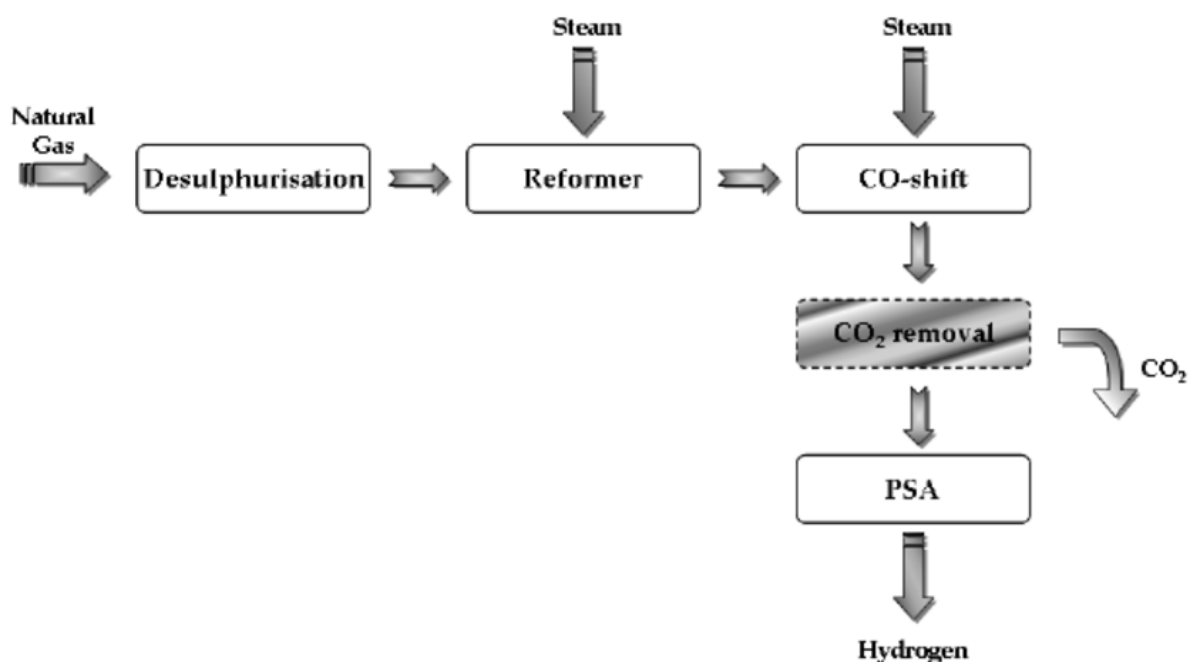 Steam
Steam
Natural
Gas
Desulphurisation
Reformer
CO-shift
CO₂ removal
CO₂
PSA
Hydrogen